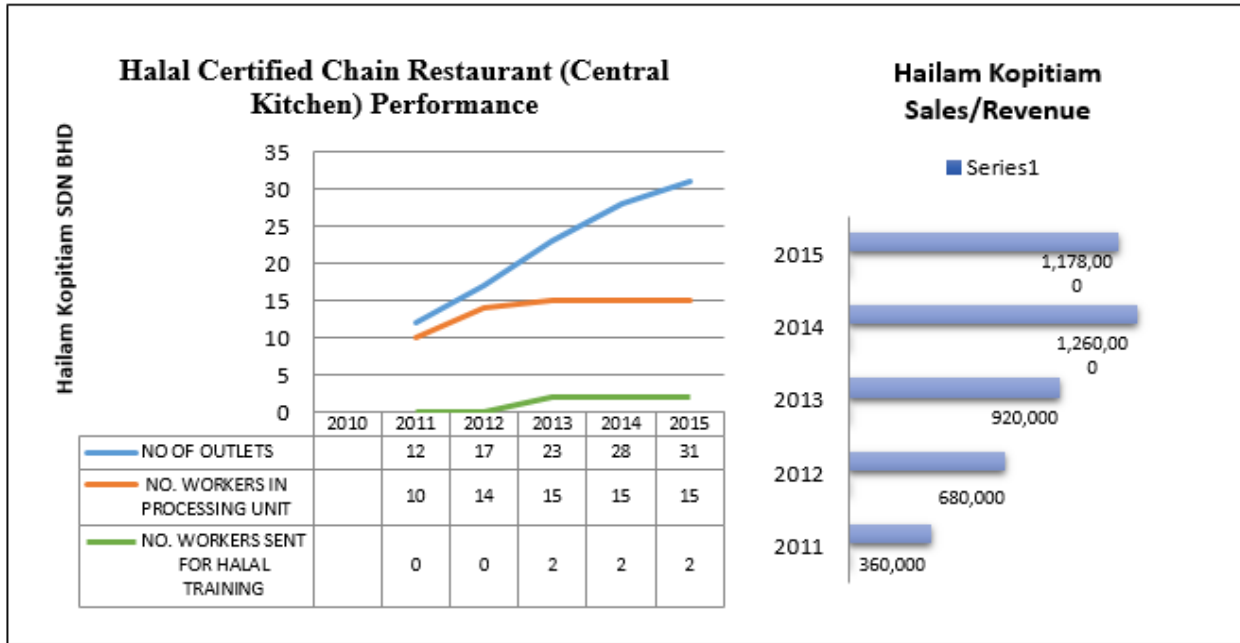 Halal Certified Chain Restaurant (Central
Kitchen) Performance
Hailam Kopitiam SDN BHD
35
30
25
20
15
10
5
0
2010 2011 2012 2013 2014 2015
NO OF OUTLETS 12 17 23 28 31
NO. WORKERS IN
PROCESSING UNIT
10 14 15 15 15
NO. WORKERS SENT
FOR HALAL
TRAINING
0 0 2 2 2
Hailam Kopitiam
Sales/Revenue
Series1
2015
1,178,00
0
2014
1,260,00
0
2013
920,000
2012
680,000
2011
360,000